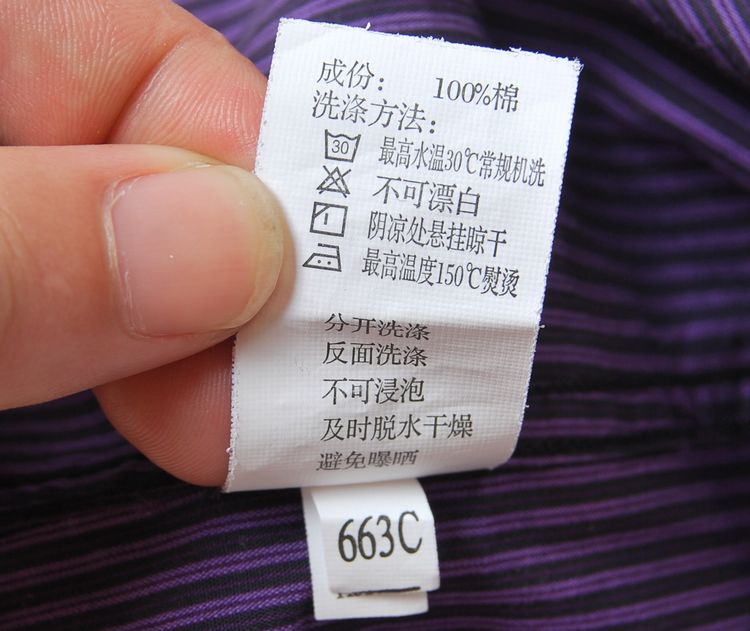 成份： 100%棉
洗涤方法：
30 最高水温30℃常规机洗
不可漂白
阴凉处悬挂晾干
最高温度150℃熨烫
分开洗涤
反面洗涤
不可浸泡
及时脱水干燥
避免曝晒
663C